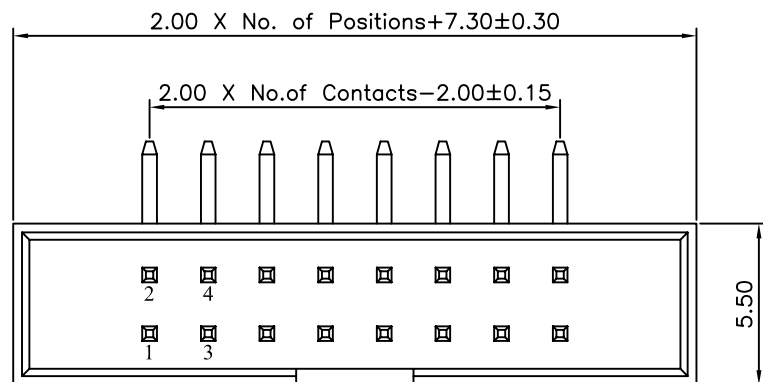 2.00 X No. of Positions+7.30±0.30
2.00 X No.of Contacts−2.00±0.15
2 4
1 3
5.50